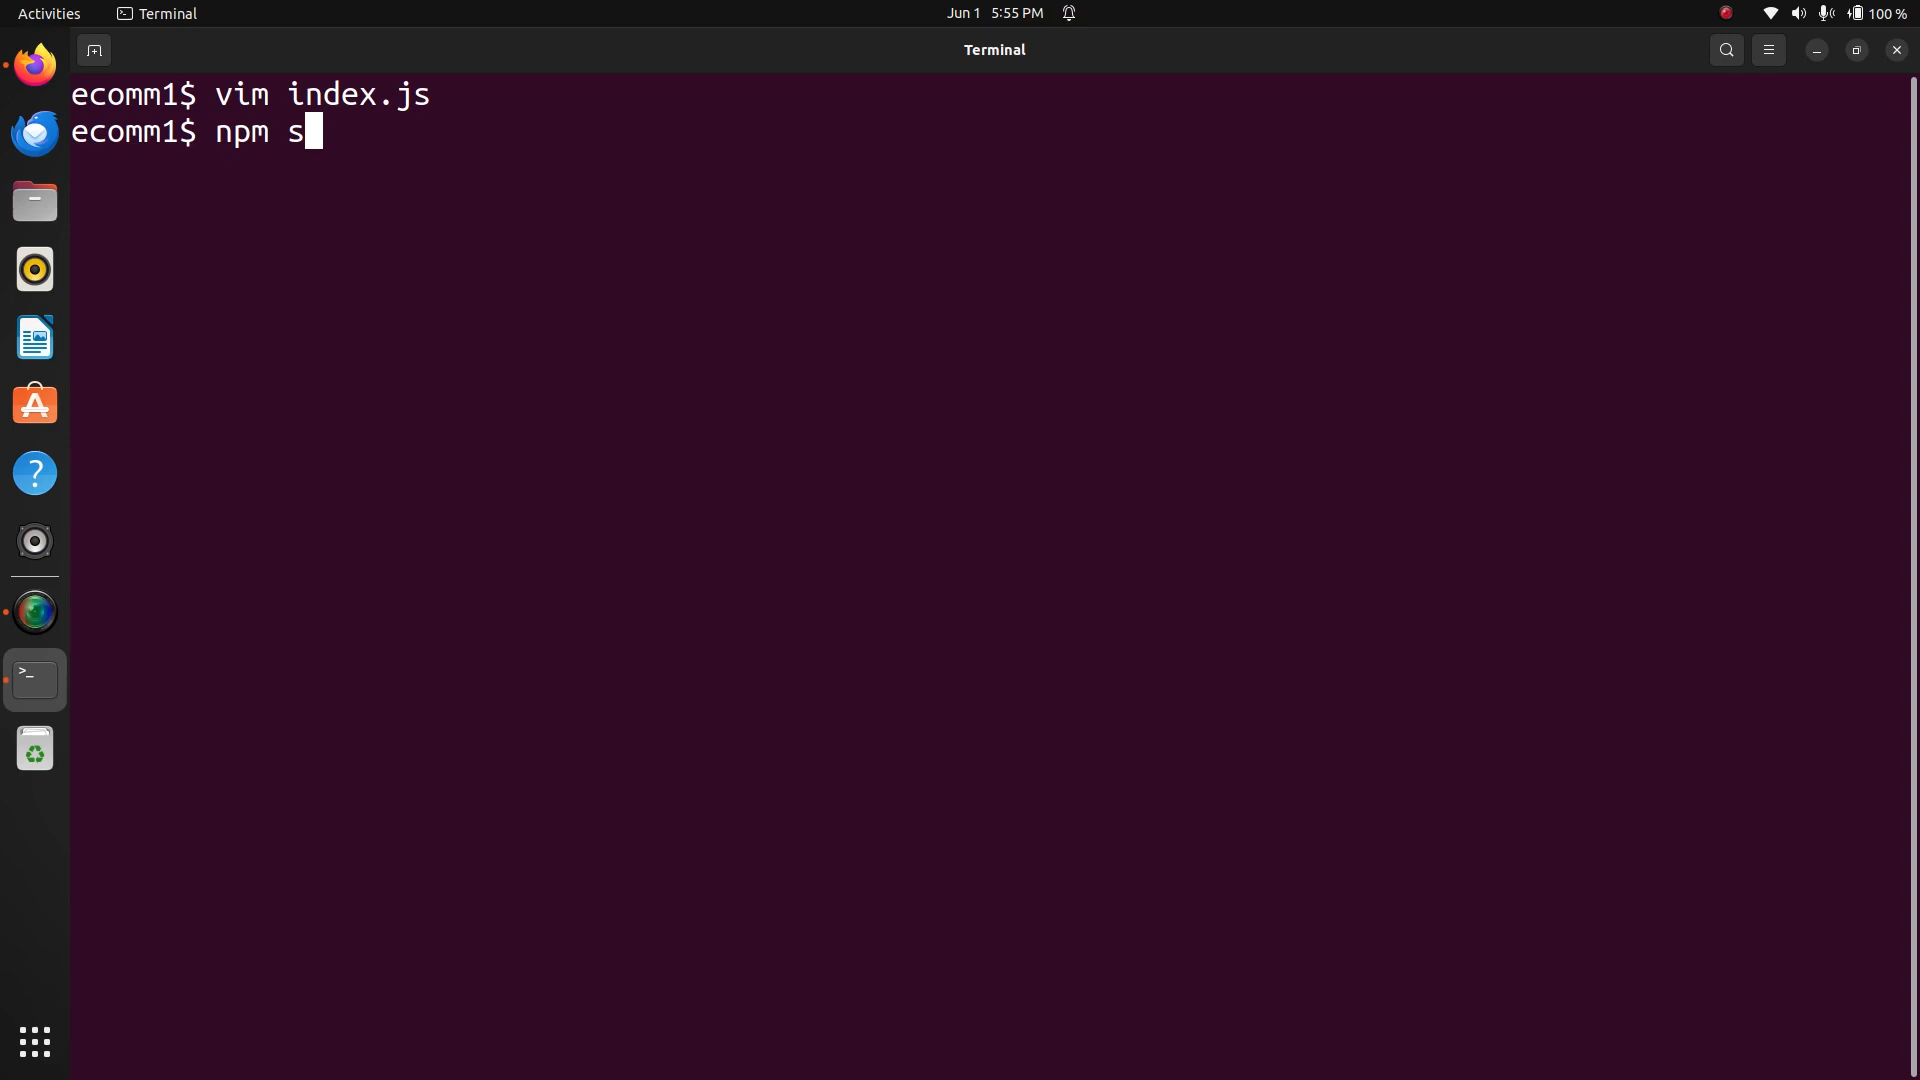 Activities
Terminal
Jun 1 5:55 PM
100 %
Terminal
ecomm1$ vim index.js
ecomm1$ npm s